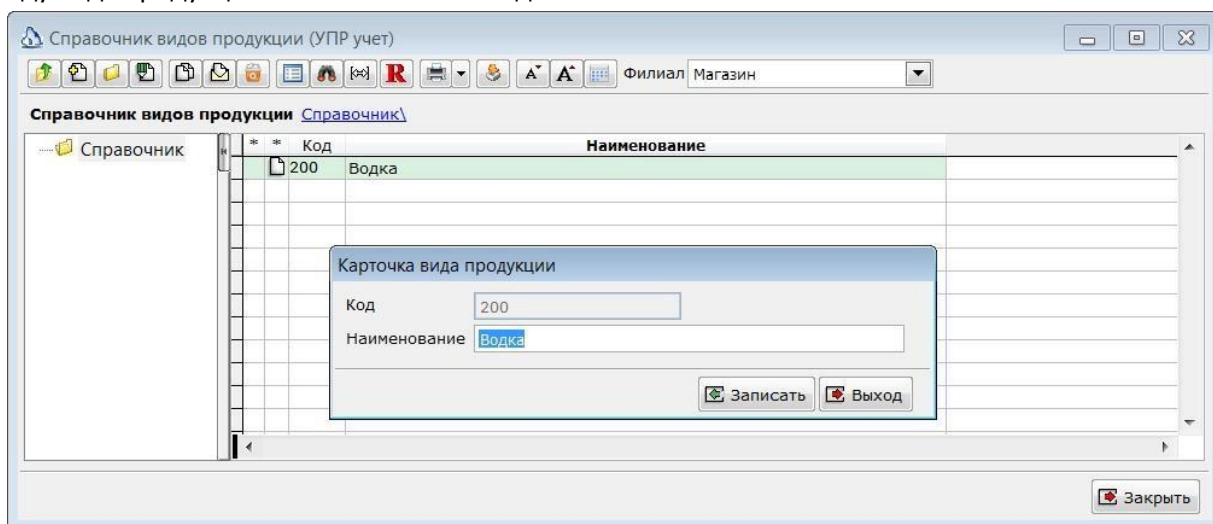 Справочник видов продукции (УПР учет)
R A A Филиал Магазин
Справочник видов продукции Справочник\
Справочник * * Код Наименование
200 Водка
Карточка вида продукции
Код 200
Наименование Водка
Записать Выход
Закрыть